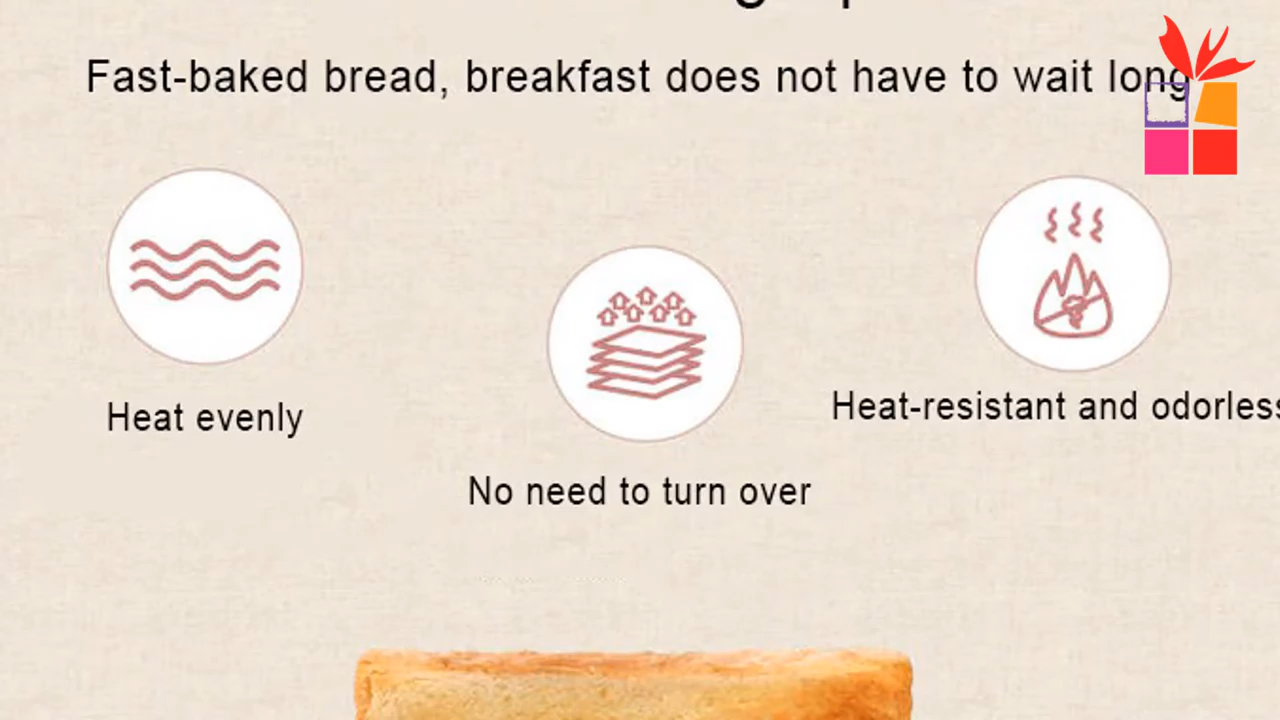 Fast-baked bread, breakfast does not have to wait long
Heat evenly
No need to turn over
Heat-resistant and odorless